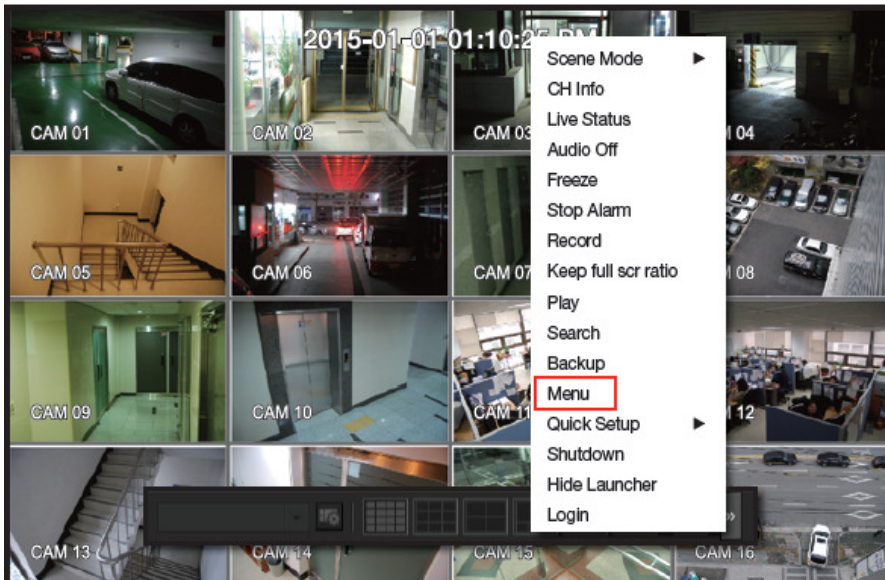 2015-01-01 01:10:25 PM
CAM 01
CAM 02
CAM 03
04
CAM 05
CAM 06
CAM 07
08
CAM 09
CAM 10
CAM 11
12
CAM 13
CAM 14
CAM 15
CAM 16
Scene Mode
CH Info
Live Status
Audio Off
Freeze
Stop Alarm
Record
Keep full scr ratio
Play
Search
Backup
Menu
Quick Setup
Shutdown
Hide Launcher
Login